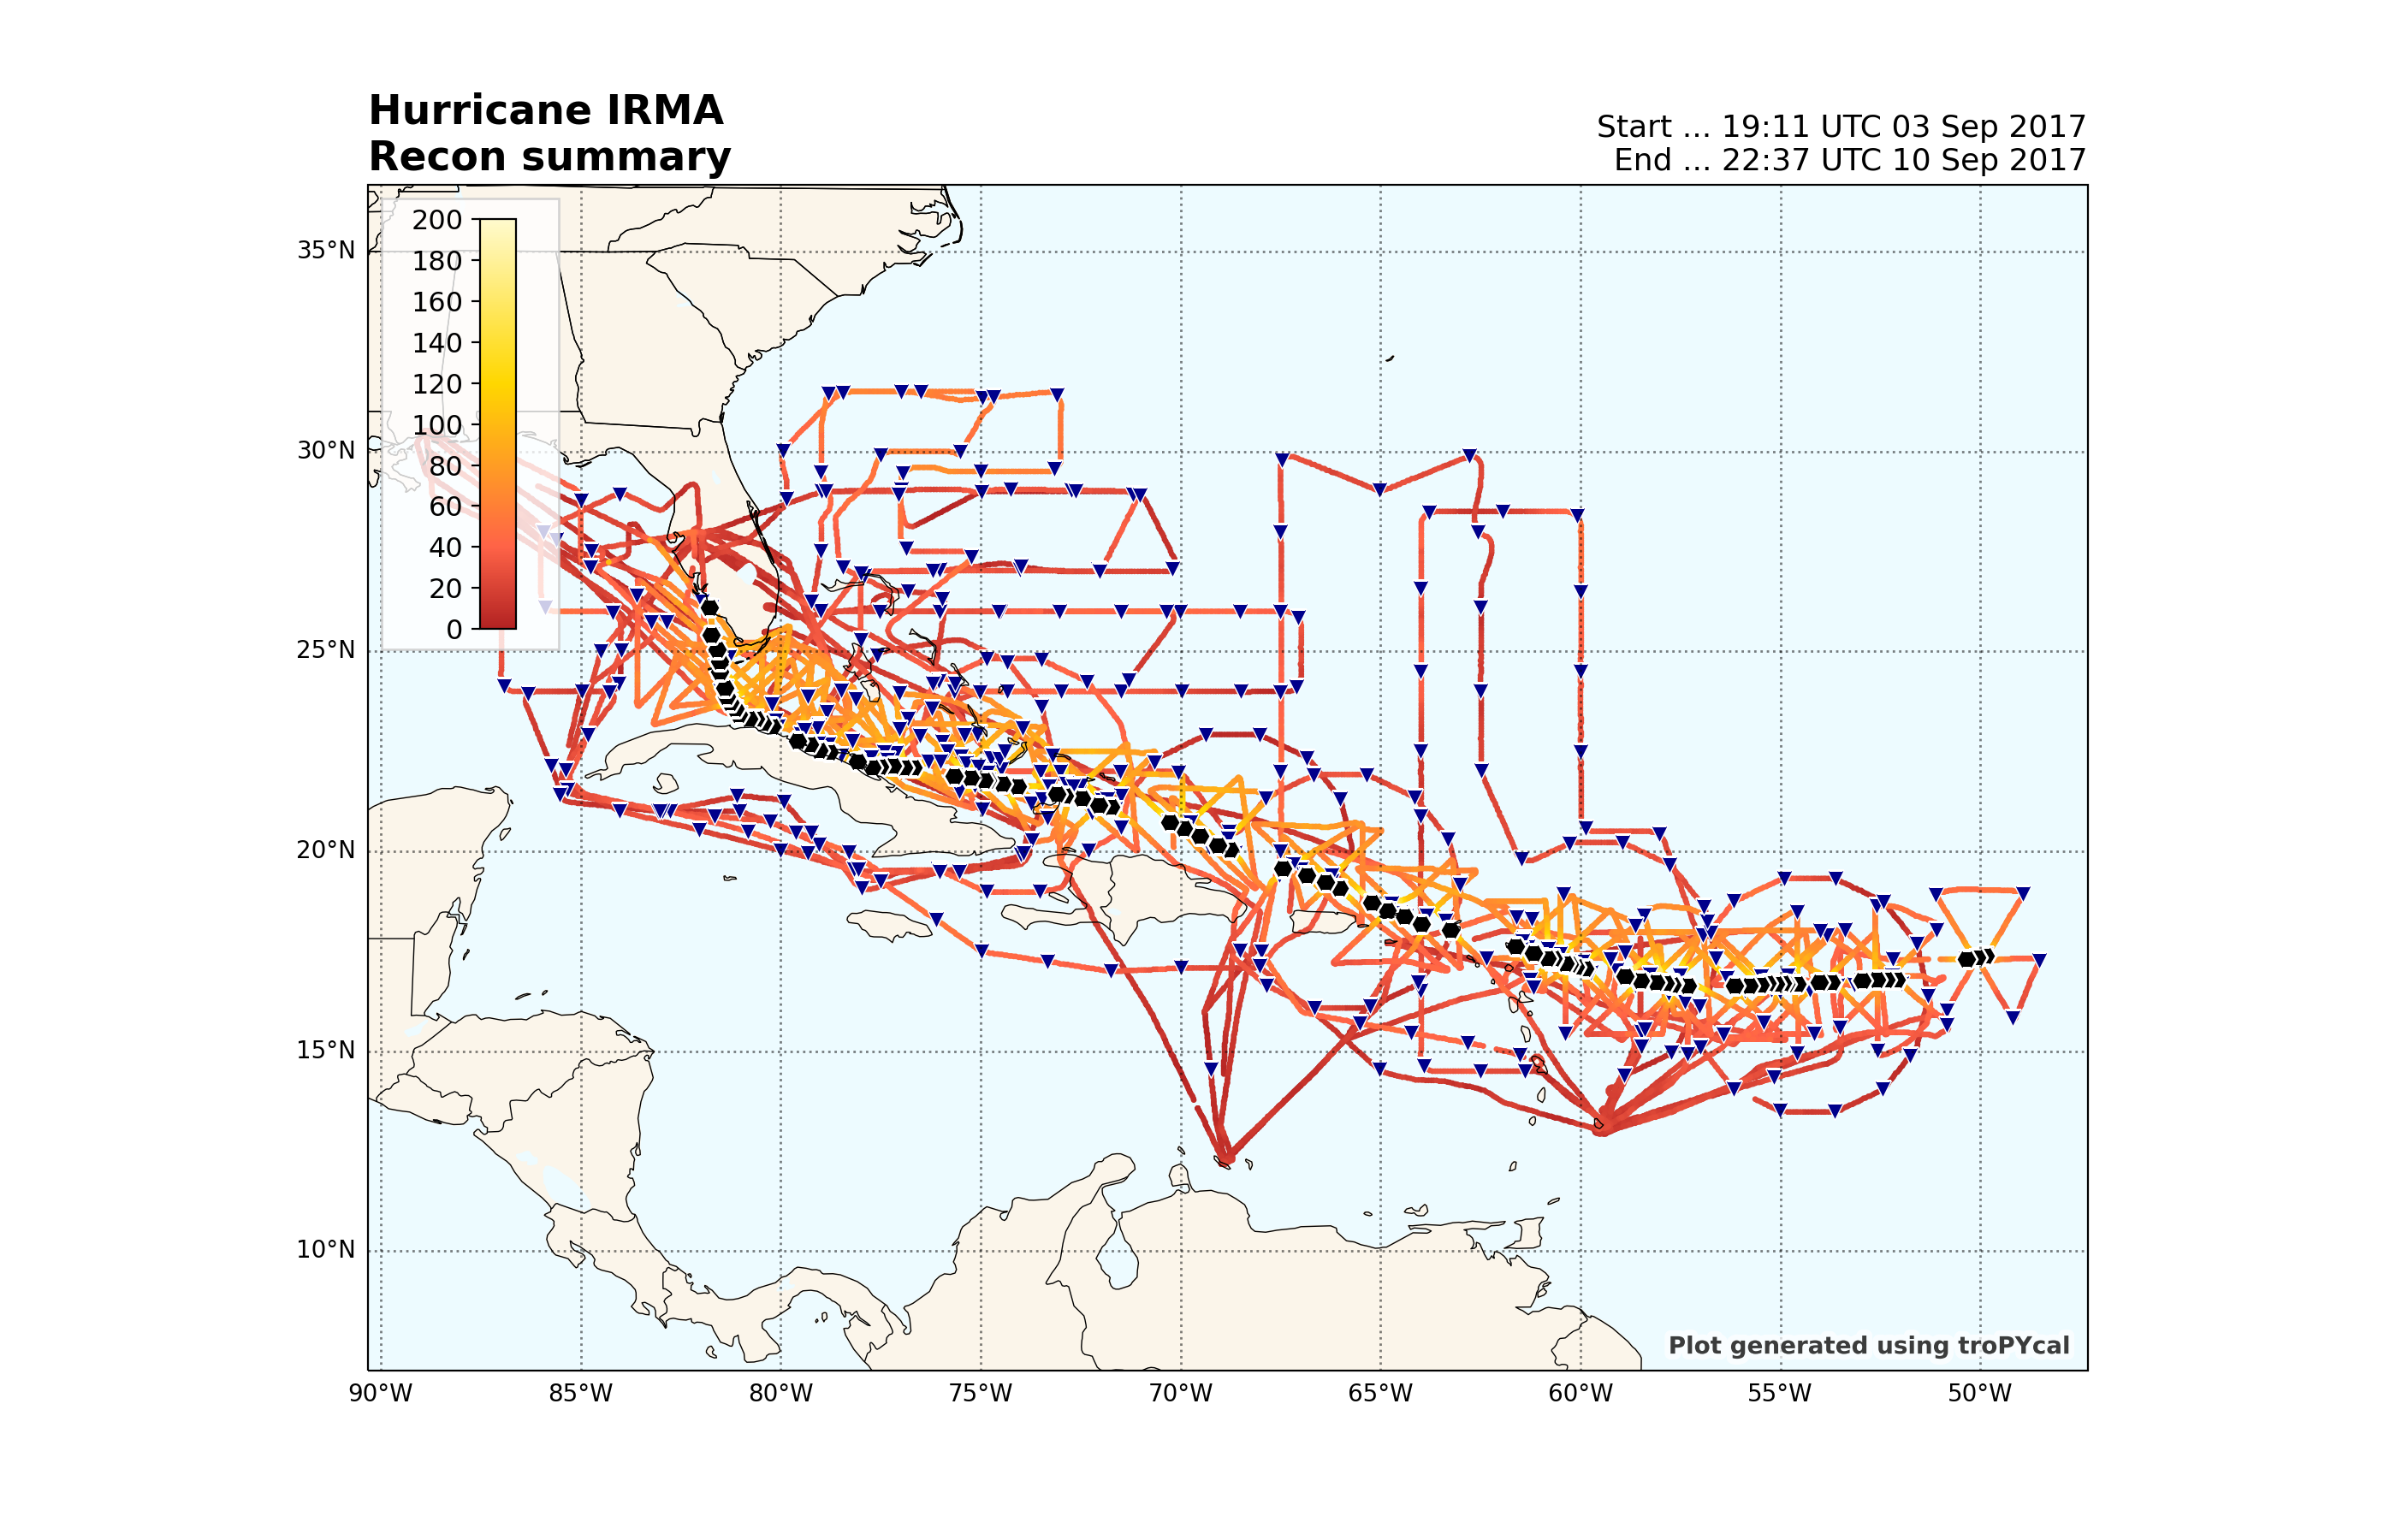 Hurricane IRMA
Recon summary
Start ... 19:11 UTC 03 Sep 2017
End ... 22:37 UTC 10 Sep 2017
200
180
160
140
120
100
80
60
40
20
0
35°N
30°N
25°N
20°N
15°N
10°N
90°W
85°W
80°W
75°W
70°W
65°W
60°W
55°W
50°W
Plot generated using troPYcal